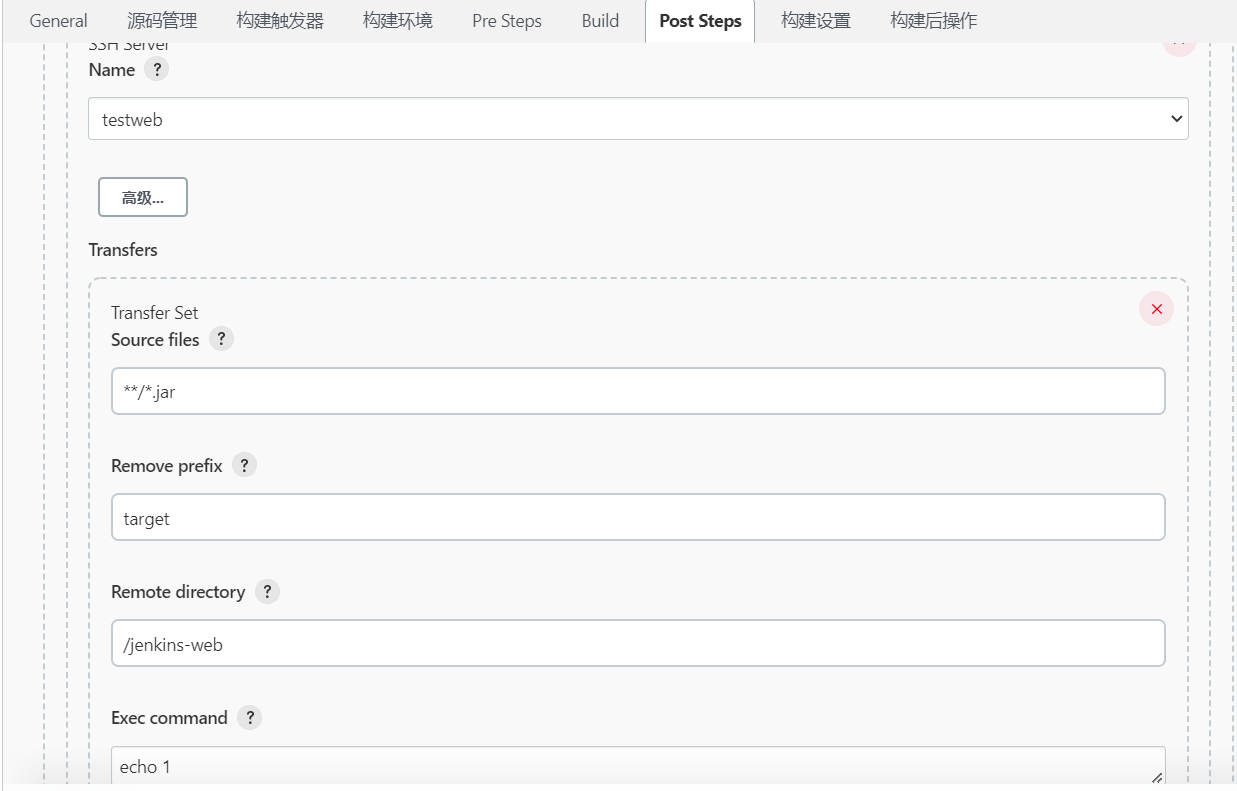 General 源码管理 构建触发器 构建环境 Pre Steps Build Post Steps 构建设置 构建后操作
SSH Server
Name ?
testweb
高级...
Transfers
Transfer Set
Source files ?
**/*.jar
Remove prefix ?
target
Remote directory ?
/jenkins-web
Exec command ?
echo 1